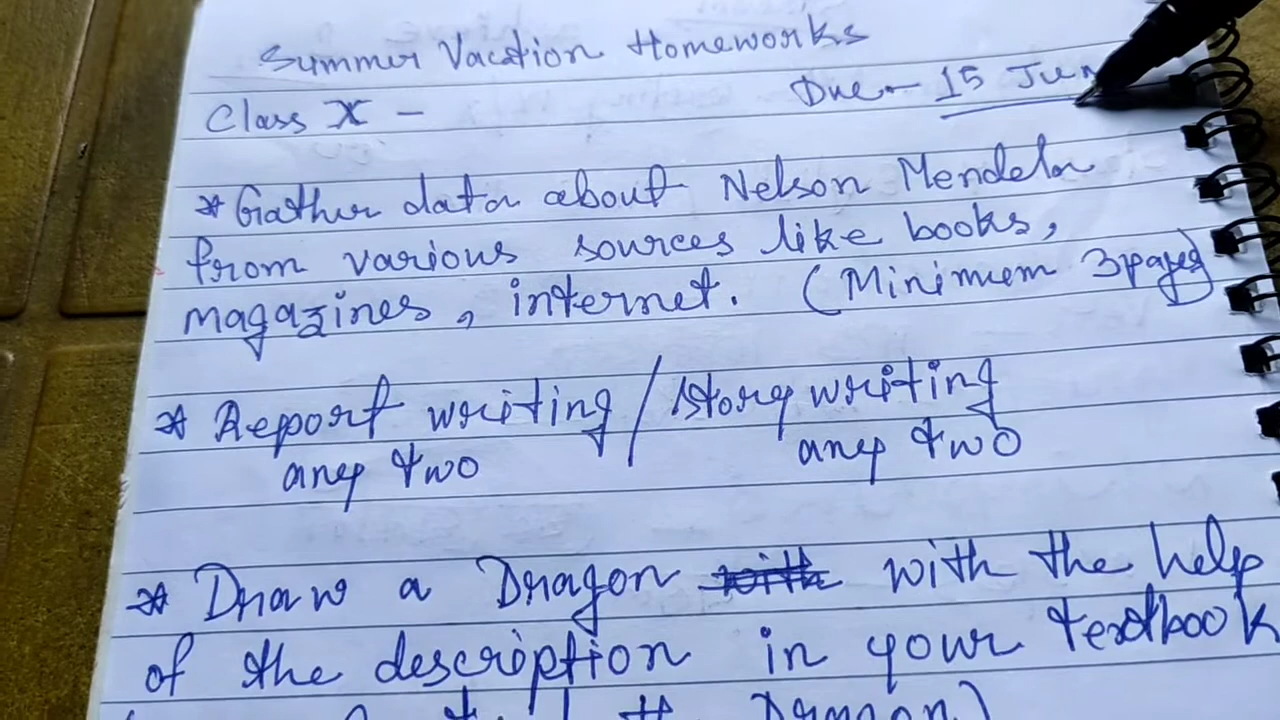 Summer Vacation Homeworks
Class X -
Due - 15 Jun
* Gather data about Nelson Mendela
from various sources like books,
magazines, internet. (Minimum 3pages)
* Report writing / Story writing
any two any two
* Draw a Dragon with with the help
of the description in your textbook
Dragon)